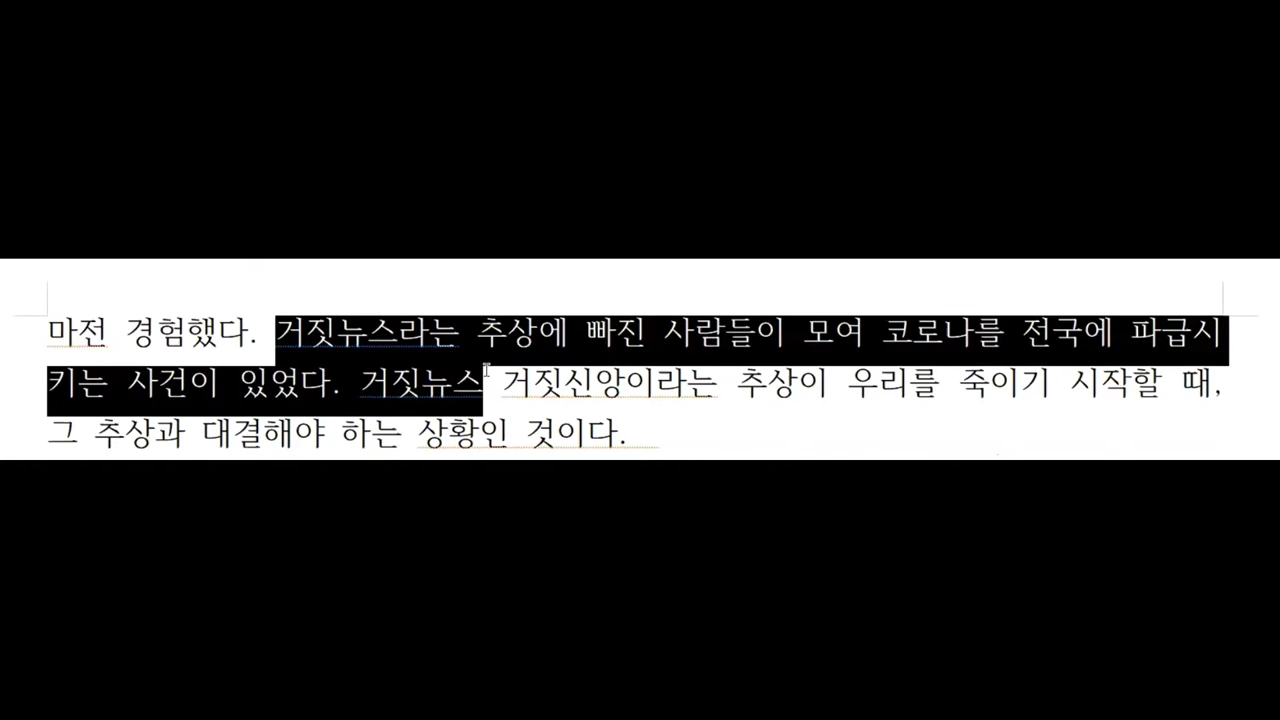 마전 경험했다. 거짓뉴스라는 추상에 빠진 사람들이 모여 코로나를 전국에 파급시
키는 사건이 있었다. 거짓뉴스 거짓신앙이라는 추상이 우리를 죽이기 시작할 때,
그 추상과 대결해야 하는 상황인 것이다.